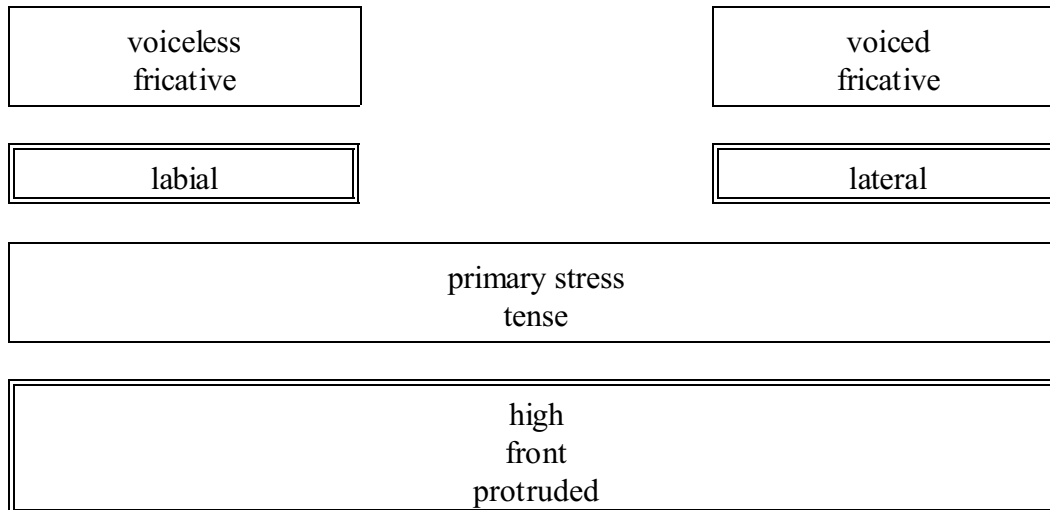 voiceless
fricative
voiced
fricative
labial
lateral
primary stress
tense
high
front
protruded